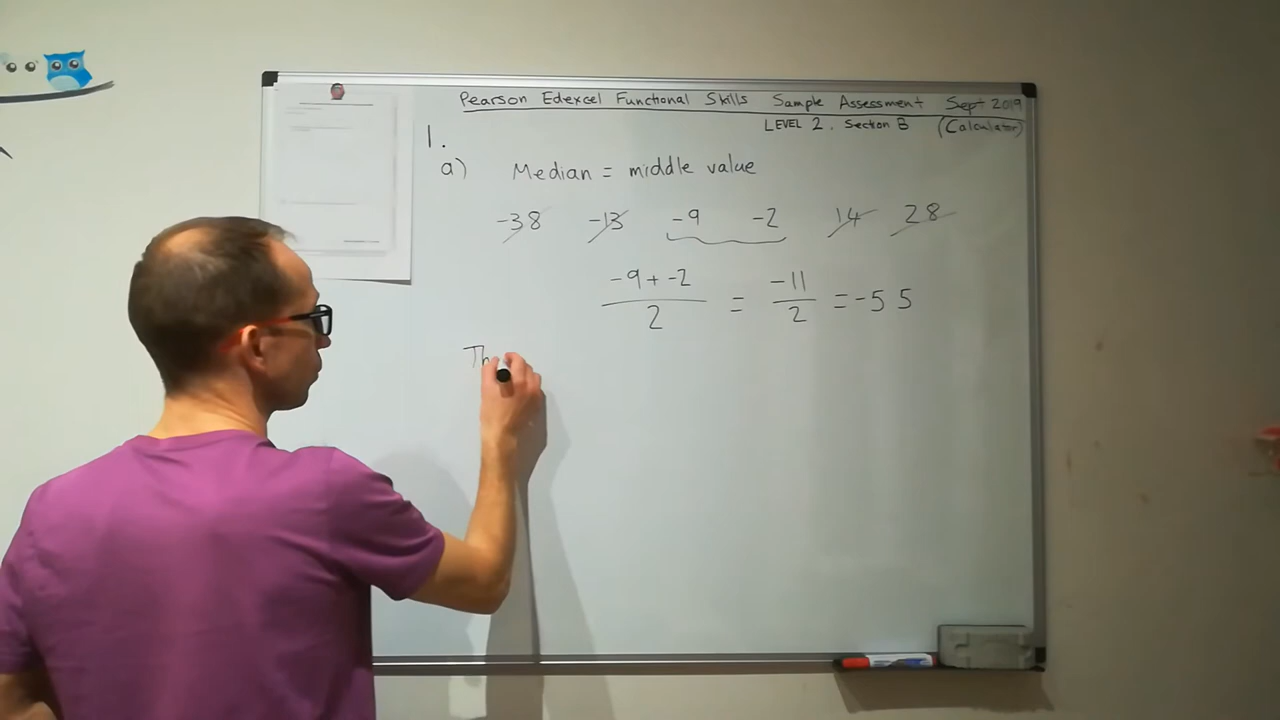 Pearson Edexcel Functional Skills Sample Assessment Sept 2019
LEVEL 2. Section B (Calculator)
1.
a) Median = middle value
-38 -13 -9 -2 14 28
-9 + -2 / 2 = -11 / 2 = -5 5
Th